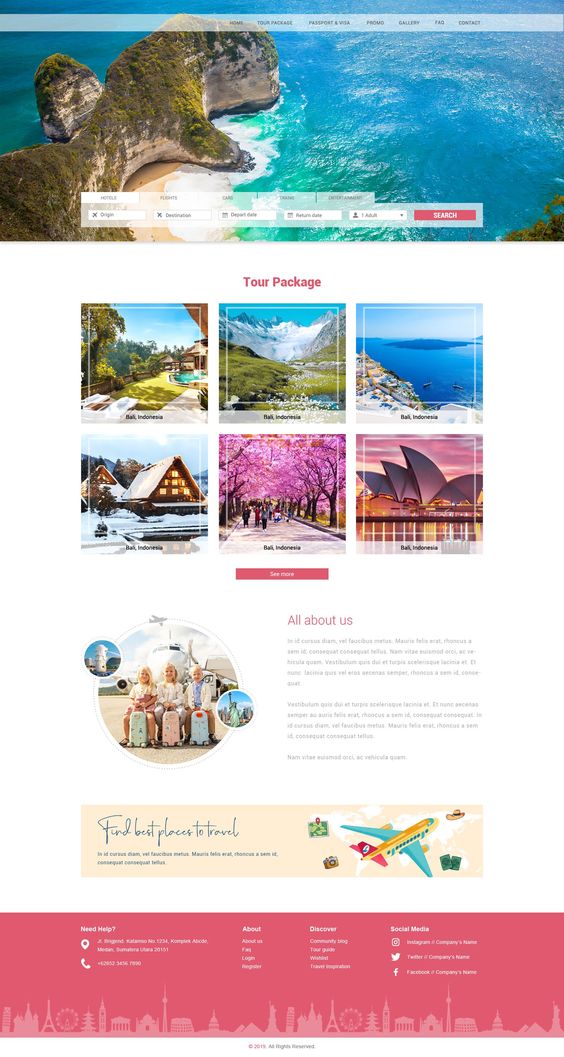 HOME TOUR PACKAGE PASSPORT & VISA PROMO GALLERY FAQ CONTACT
HOTELS FLIGHTS CARS TRAINS ENTERTAINMENT
Origin Destination Depart date Return date 1 Adult SEARCH
Tour Package
Bali, Indonesia Bali, Indonesia Bali, Indonesia
Bali, Indonesia Bali, Indonesia Bali, Indonesia
See more
All about us
In id cursus diam, vel faucibus metus. Mauris felis erat, rhoncus a
sem id, consequat consequat tellus. Nam vitae euismod orci, ac ve-
hicula quam. Vestibulum quis dui et turpis scelerisque lacinia et. Et
nunc lacinia quis vel eros aecenas semper, rhoncus a sem id, conse-
quat.
Vestibulum quis dui et turpis scelerisque lacinia et. Et nunc aecenas
semper au auris felis erat, rhoncus a sem id, consequat consequat. In
id cursus diam, vel faucibus metus. Mauris felis erat, rhoncus a sem
id, consequat consequat tellus.
Nam vitae euismod orci, ac vehicula quam.
Find best places to travel
In id cursus diam, vel faucibus metus. Mauris felis erat, rhoncus a sem id,
consequat consequat tellus.
Need Help?
Jl. Brigjend. Katamso No.1234, Komplek Abcde,
Medan, Sumatera Utara 20151
+62852 3456 7890
About
About us
Faq
Login
Register
Discover
Community blog
Tour guide
Wishlist
Travel Inspiration
Social Media
Instagram // Company's Name
Twitter // Company's Name
Facebook // Company's Name
© 2019. All Rights Reserved.